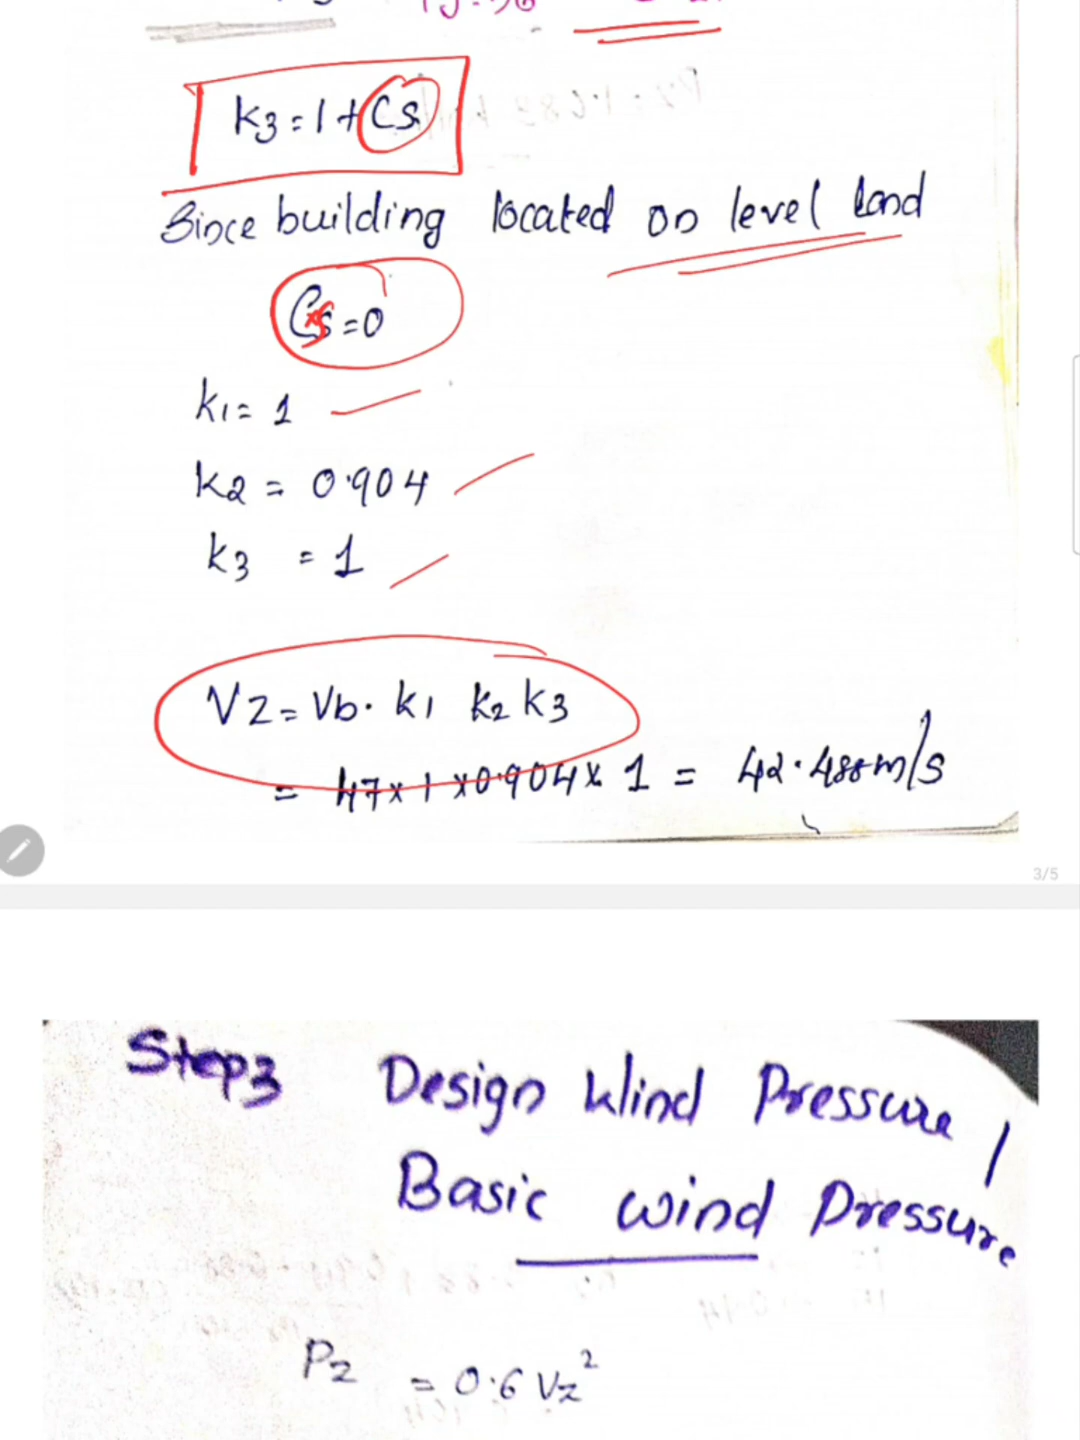 k3 = 1 + Cs
Since building located on level land
Cs = 0
k1 = 1
k2 = 0.904
k3 = 1
Vz = Vb. k1 k2 k3
= 47 x 1 x 0.904 x 1 = 42.488 m/s
3/5
Step3 Design Wind Pressure /
Basic wind Pressure.
Pz = 0.6 Vz²